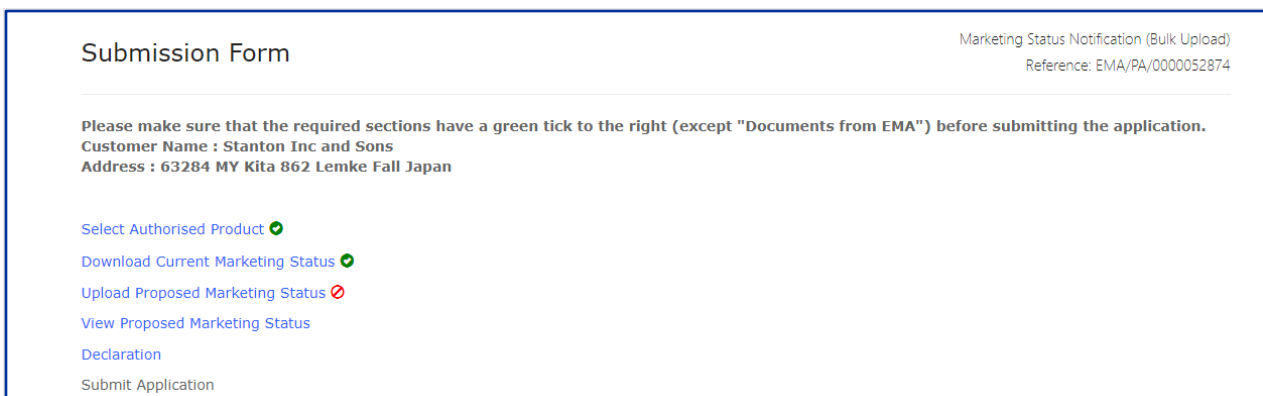 Submission Form
Marketing Status Notification (Bulk Upload)
Reference: EMA/PA/0000052874
Please make sure that the required sections have a green tick to the right (except "Documents from EMA") before submitting the application.
Customer Name : Stanton Inc and Sons
Address : 63284 MY Kita 862 Lemke Fall Japan
Select Authorised Product
Download Current Marketing Status
Upload Proposed Marketing Status
View Proposed Marketing Status
Declaration
Submit Application